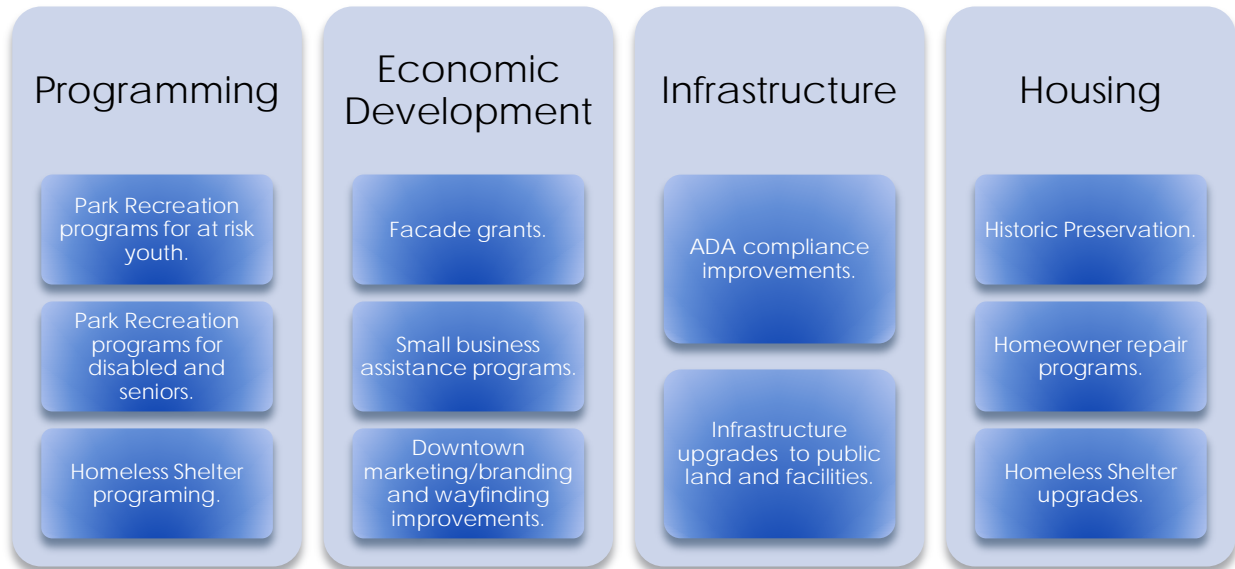 Programming
Park Recreation
programs for at risk
youth.
Park Recreation
programs for
disabled and
seniors.
Homeless Shelter
programing.
Economic
Development
Facade grants.
Small business
assistance programs.
Downtown
marketing/branding
and wayfinding
improvements.
Infrastructure
ADA compliance
improvements.
Infrastructure
upgrades to public
land and facilities.
Housing
Historic Preservation.
Homeowner repair
programs.
Homeless Shelter
upgrades.